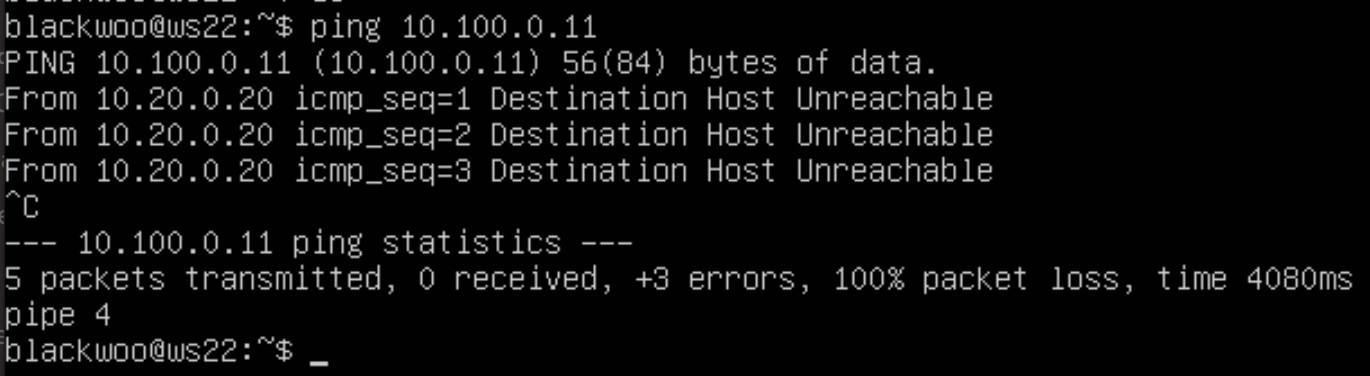 blackwoo@ws22:~$ ping 10.100.0.11
PING 10.100.0.11 (10.100.0.11) 56(84) bytes of data.
From 10.20.0.20 icmp_seq=1 Destination Host Unreachable
From 10.20.0.20 icmp_seq=2 Destination Host Unreachable
From 10.20.0.20 icmp_seq=3 Destination Host Unreachable
^C
--- 10.100.0.11 ping statistics ---
5 packets transmitted, 0 received, +3 errors, 100% packet loss, time 4080ms
pipe 4
blackwoo@ws22:~$ _